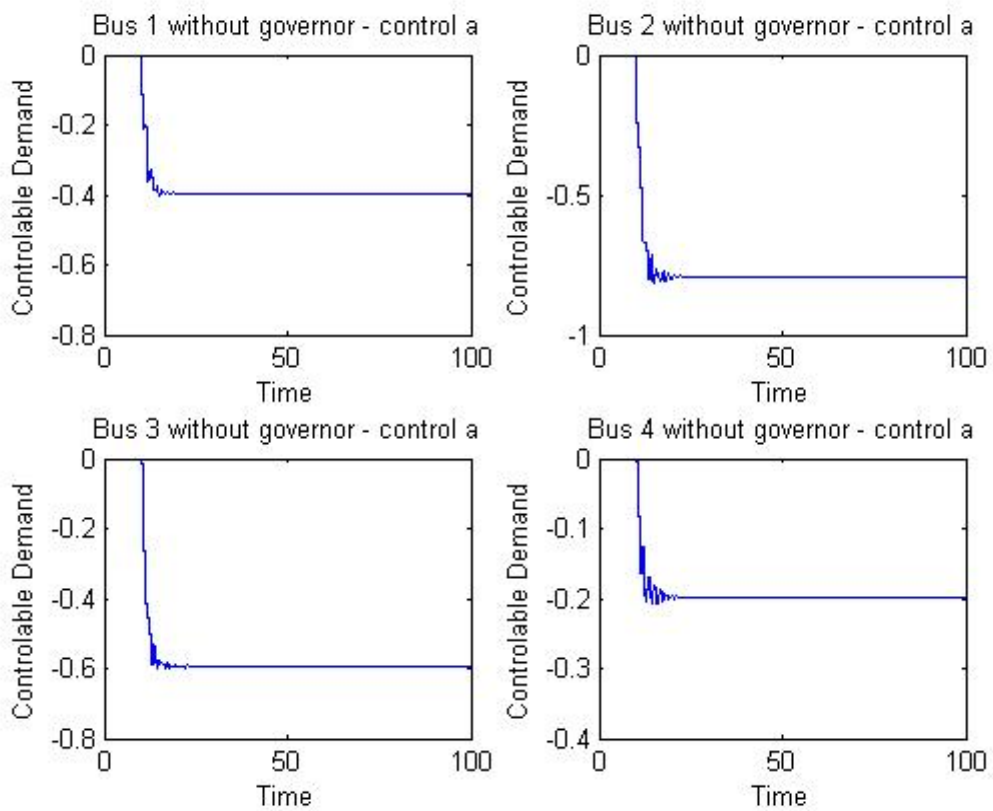 Bus 1 without governor - control a
Controlable Demand
0
-0.2
-0.4
-0.6
-0.8
0
50
100
Time
Bus 2 without governor - control a
Controlable Demand
0
-0.5
-1
0
50
100
Time
Bus 3 without governor - control a
Controlable Demand
0
-0.2
-0.4
-0.6
-0.8
0
50
100
Time
Bus 4 without governor - control a
Controlable Demand
0
-0.1
-0.2
-0.3
-0.4
0
50
100
Time